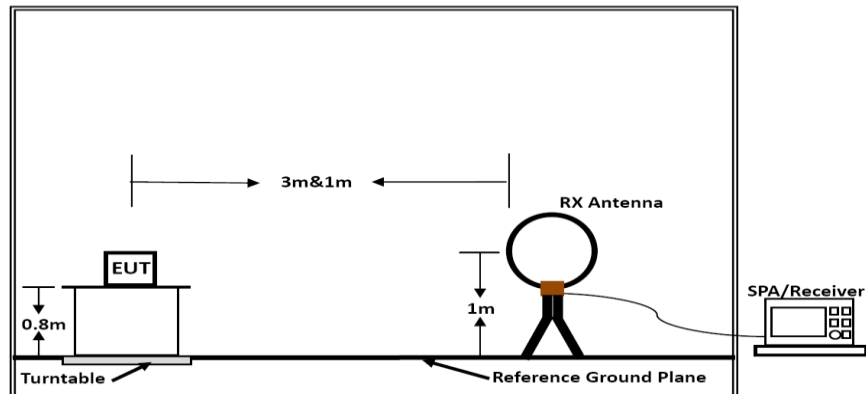 3m&1m
RX Antenna
EUT
SPA/Receiver
0.8m
1m
Turntable
Reference Ground Plane